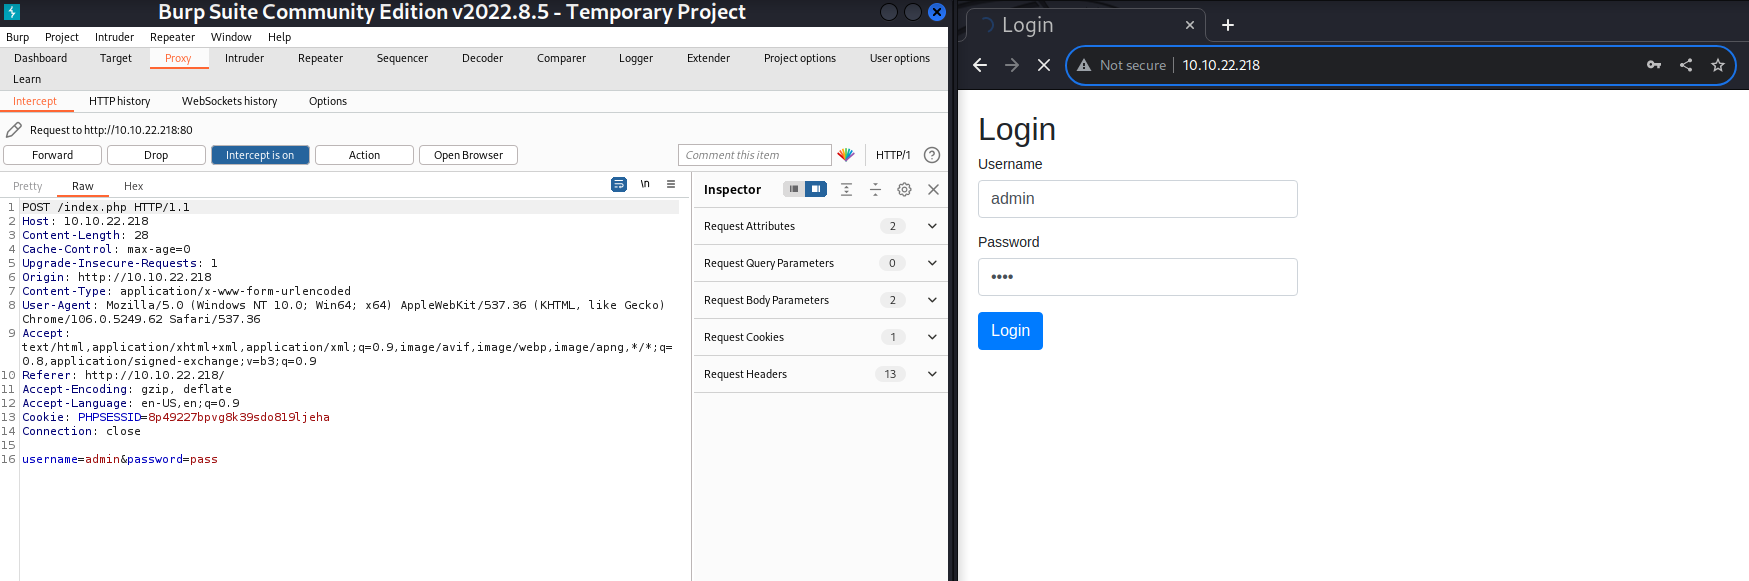 Burp Suite Community Edition v2022.8.5 - Temporary Project
Burp Project Intruder Repeater Window Help
Dashboard Target Proxy Intruder Repeater Sequencer Decoder Comparer Logger Extender Project options User options
Learn
Intercept HTTP history WebSockets history Options
Request to http://10.10.22.218:80
Forward Drop Intercept is on Action Open Browser Comment this item HTTP/1 ?
Pretty Raw Hex \n
1 POST /index.php HTTP/1.1
2 Host: 10.10.22.218
3 Content-Length: 28
4 Cache-Control: max-age=0
5 Upgrade-Insecure-Requests: 1
6 Origin: http://10.10.22.218
7 Content-Type: application/x-www-form-urlencoded
8 User-Agent: Mozilla/5.0 (Windows NT 10.0; Win64; x64) AppleWebKit/537.36 (KHTML, like Gecko)
Chrome/106.0.5249.62 Safari/537.36
9 Accept:
text/html,application/xhtml+xml,application/xml;q=0.9,image/avif,image/webp,image/apng,*/*;q=
0.8,application/signed-exchange;v=b3;q=0.9
10 Referer: http://10.10.22.218/
11 Accept-Encoding: gzip, deflate
12 Accept-Language: en-US,en;q=0.9
13 Cookie: PHPSESSID=8p49227bpvg8k39sdo819ljeha
14 Connection: close
15
16 username=admin&password=pass
Inspector
Request Attributes 2
Request Query Parameters 0
Request Body Parameters 2
Request Cookies 1
Request Headers 13
Login
Not secure 10.10.22.218
Login
Username
admin
Password
••••
Login